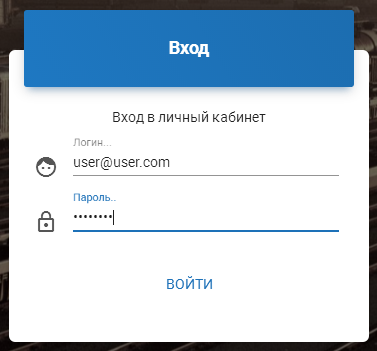 Вход
Вход в личный кабинет
Логин...
user@user.com
Пароль..
••••••••
ВОЙТИ